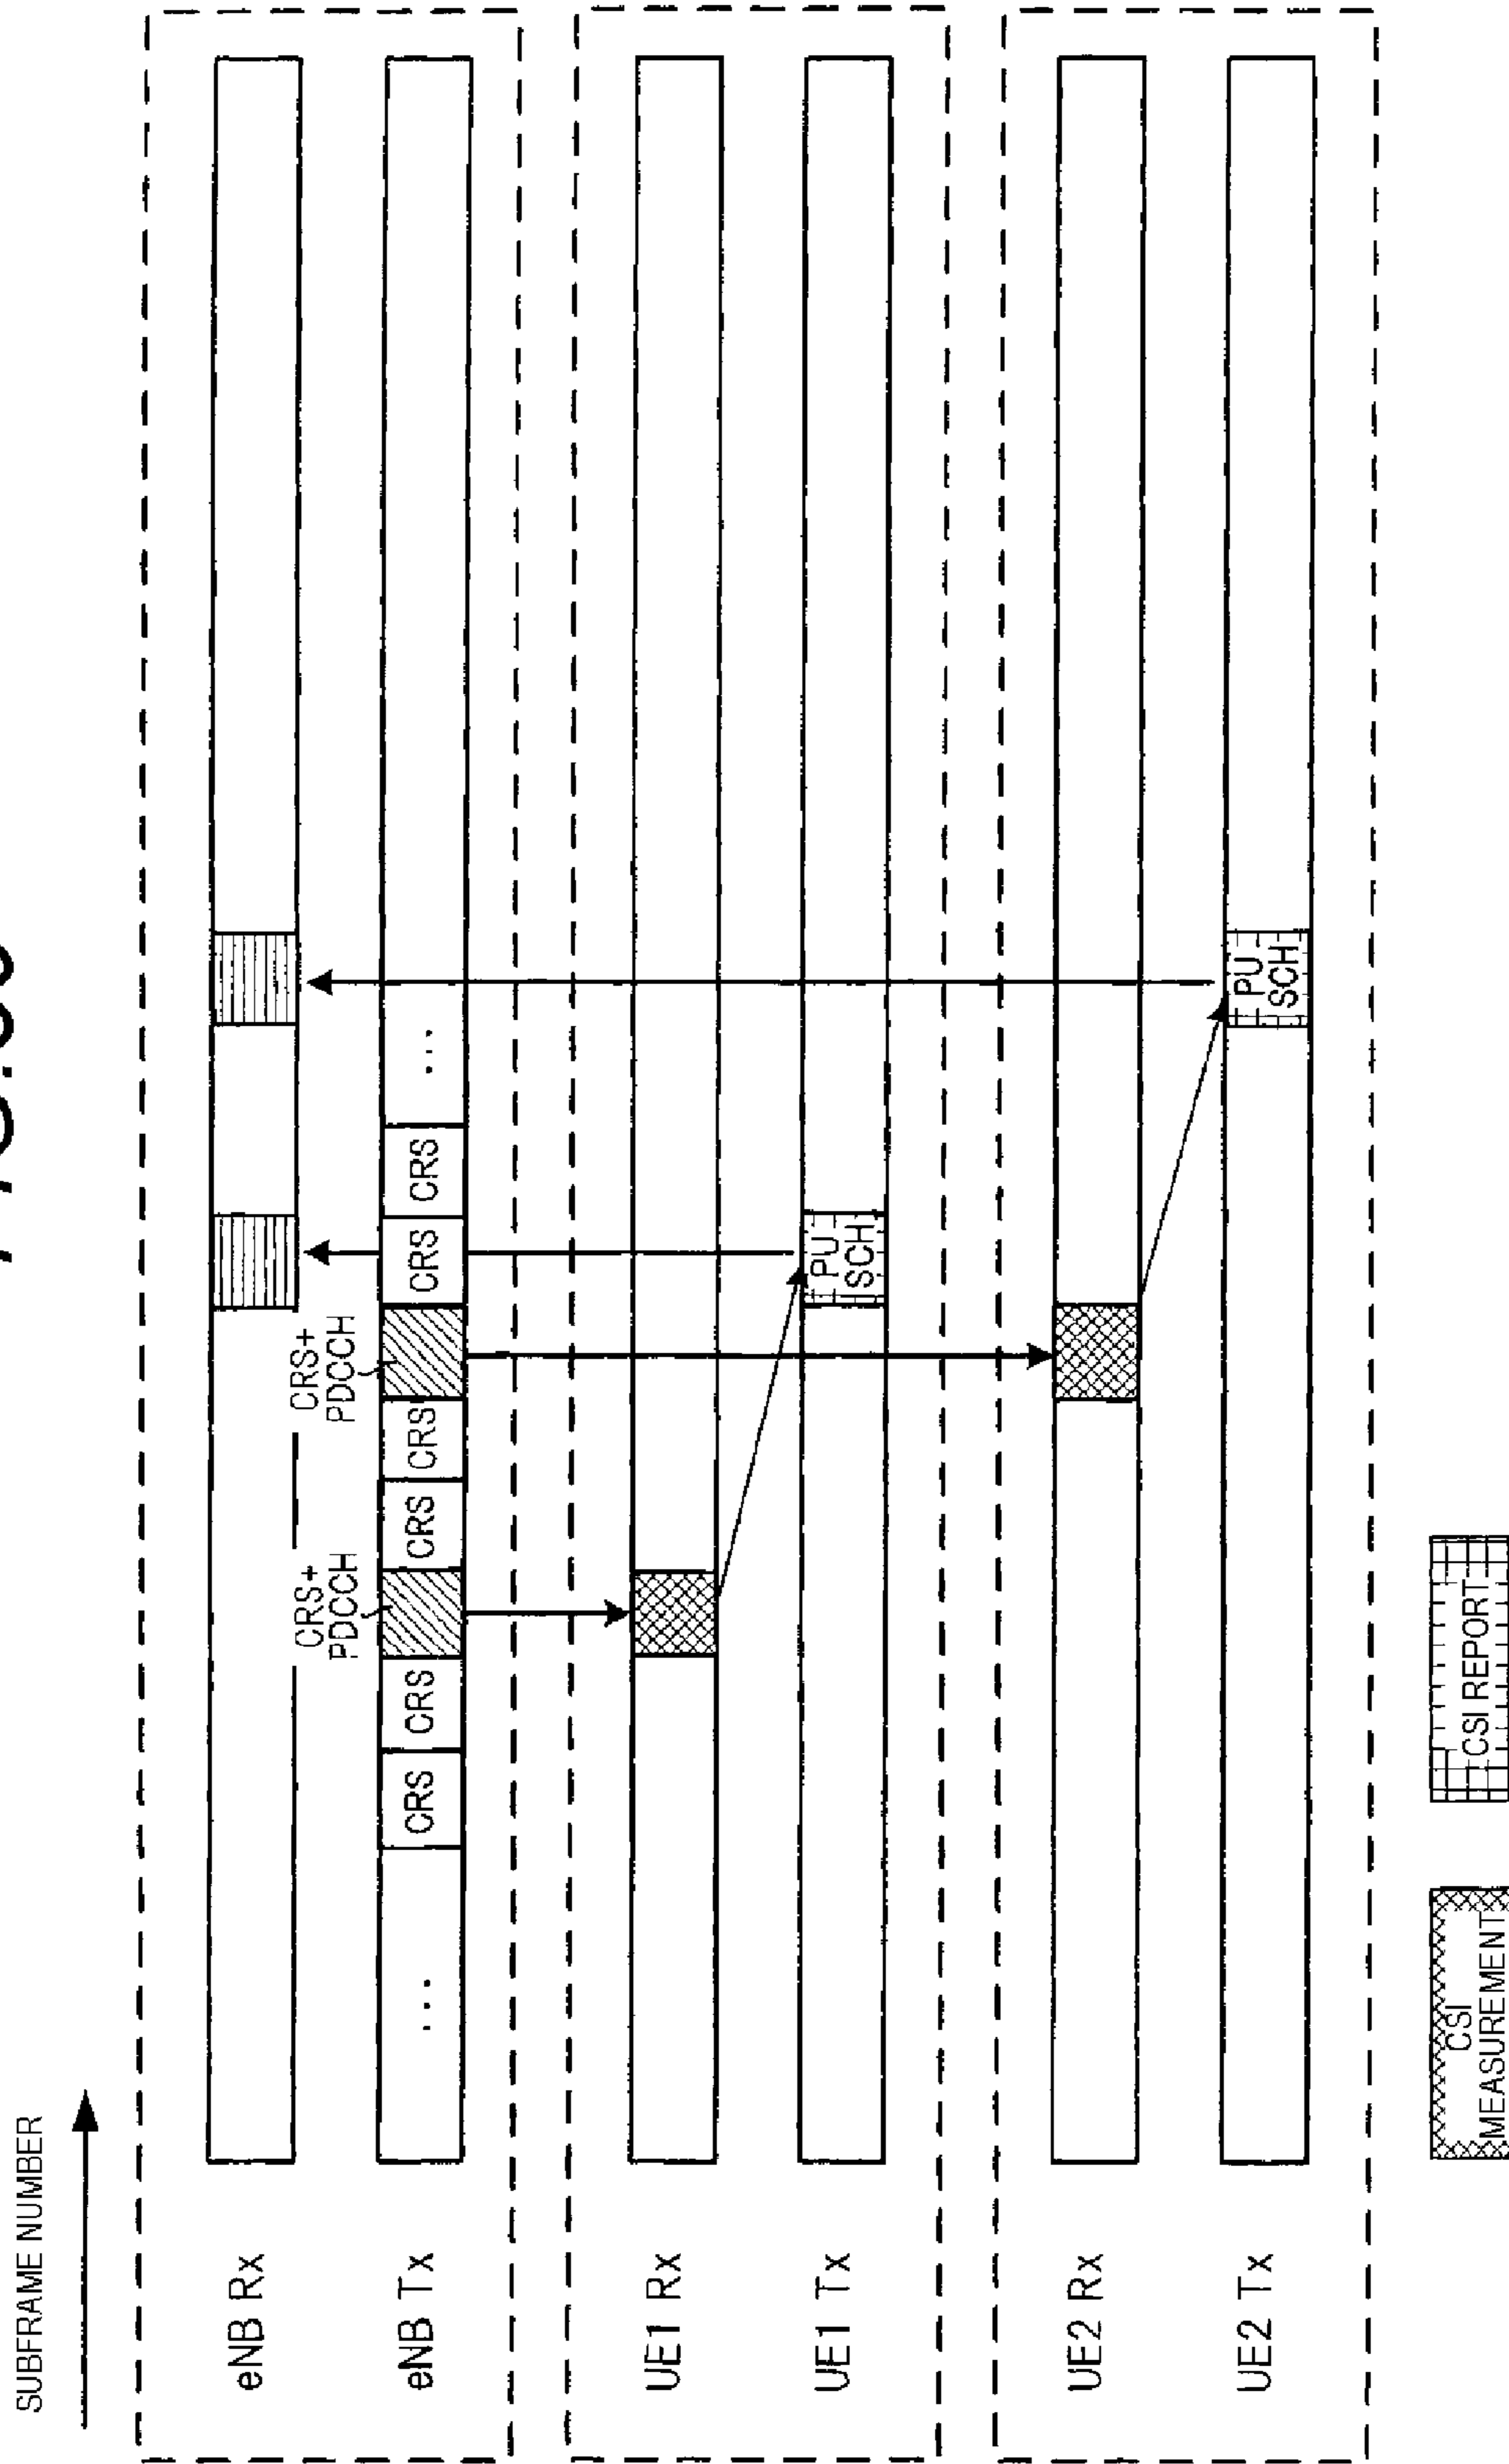 SUBFRAME NUMBER
eNB Rx
CRS+
PDCCH
CRS+
PDCCH
eNB Tx
...
CRS
CRS
CRS
CRS
CRS
CRS
...
UE1 Rx
UE1 Tx
PU
SCH
UE2 Rx
UE2 Tx
PU
SCH
CSI
MEASUREMENT
CSI REPORT